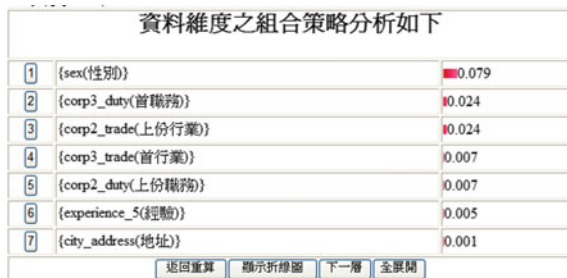 資料維度之組合策略分析如下
1 {sex(性別)} 0.079
2 {corp3_duty(首職務)} 0.024
3 {corp2_trade(上份行業)} 0.024
4 {corp3_trade(首行業)} 0.007
5 {corp2_duty(上份職務)} 0.007
6 {experience_5(經驗)} 0.005
7 {city_address(地址)} 0.001
返回重算 顯示折線圖 下一層 全展開